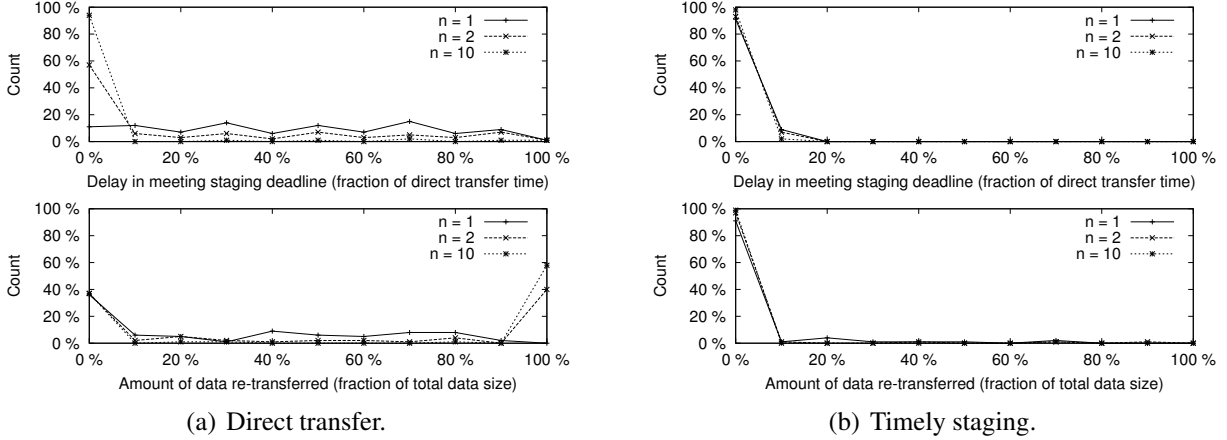 100 %
80 %
60 %
40 %
20 %
0 %
Count
n = 1
n = 2
n = 10
0 % 20 % 40 % 60 % 80 % 100 %
Delay in meeting staging deadline (fraction of direct transfer time)
100 %
80 %
60 %
40 %
20 %
0 %
Count
n = 1
n = 2
n = 10
0 % 20 % 40 % 60 % 80 % 100 %
Amount of data re-transferred (fraction of total data size)
(a) Direct transfer.
100 %
80 %
60 %
40 %
20 %
0 %
Count
n = 1
n = 2
n = 10
0 % 20 % 40 % 60 % 80 % 100 %
Delay in meeting staging deadline (fraction of direct transfer time)
100 %
80 %
60 %
40 %
20 %
0 %
Count
n = 1
n = 2
n = 10
0 % 20 % 40 % 60 % 80 % 100 %
Amount of data re-transferred (fraction of total data size)
(b) Timely staging.